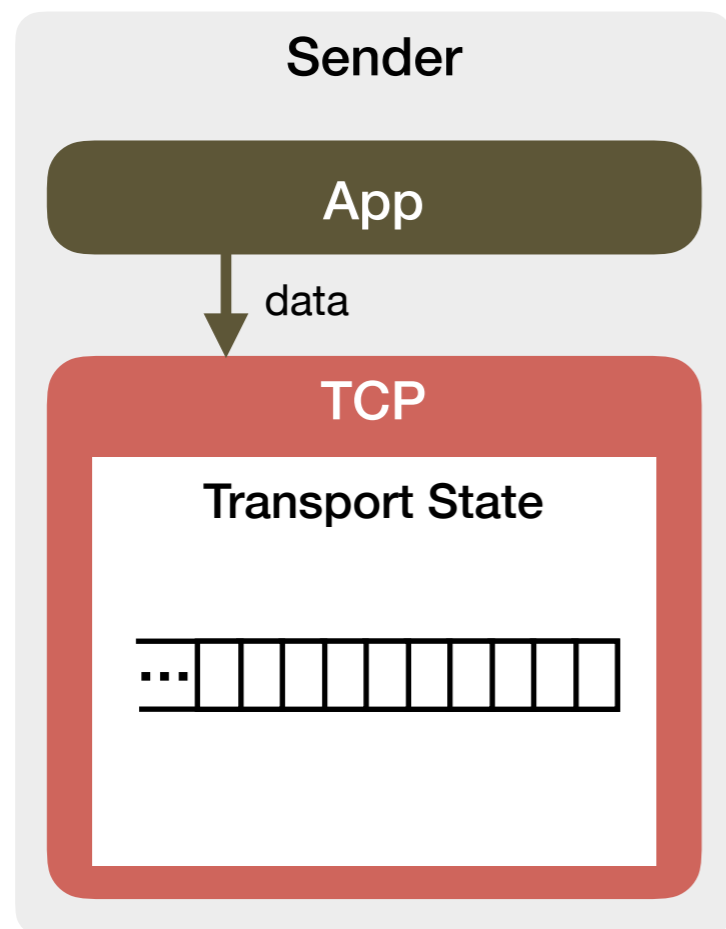 Sender
App
data
TCP
Transport State
...